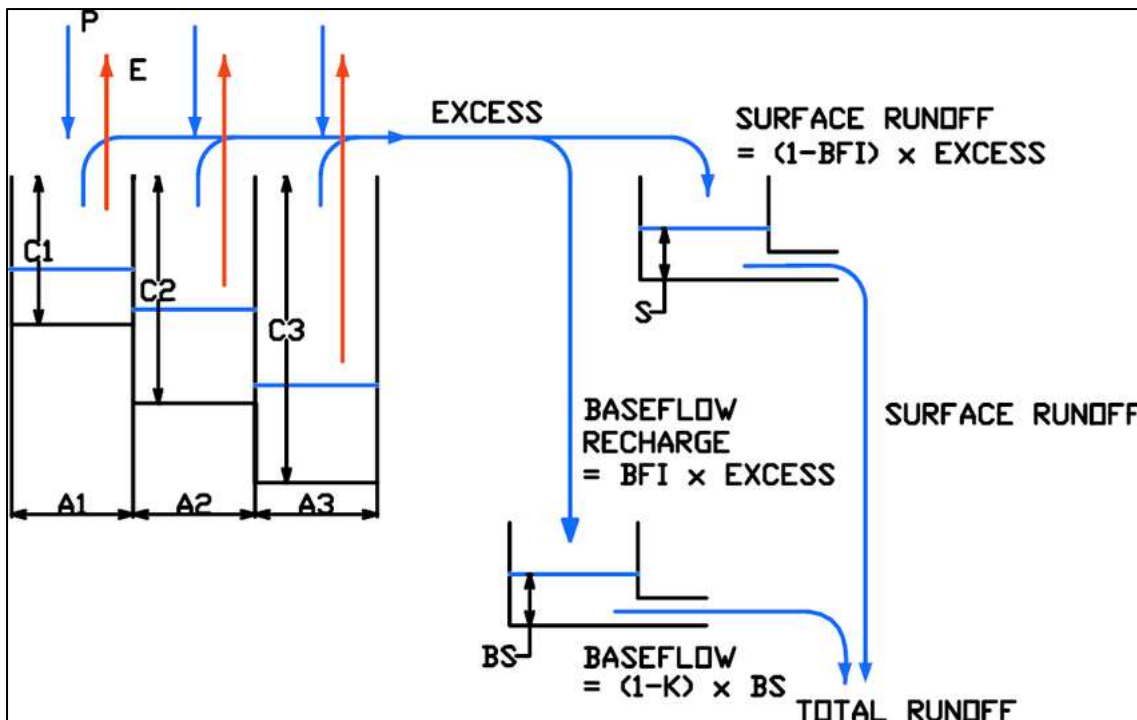 P
E
EXCESS
SURFACE RUNOFF
= (1-BFI) x EXCESS
C1
C2
C3
S
A1
A2
A3
BASEFLOW
RECHARGE
= BFI x EXCESS
SURFACE RUNOFF
BS
BASEFLOW
= (1-K) x BS
TOTAL RUNOFF